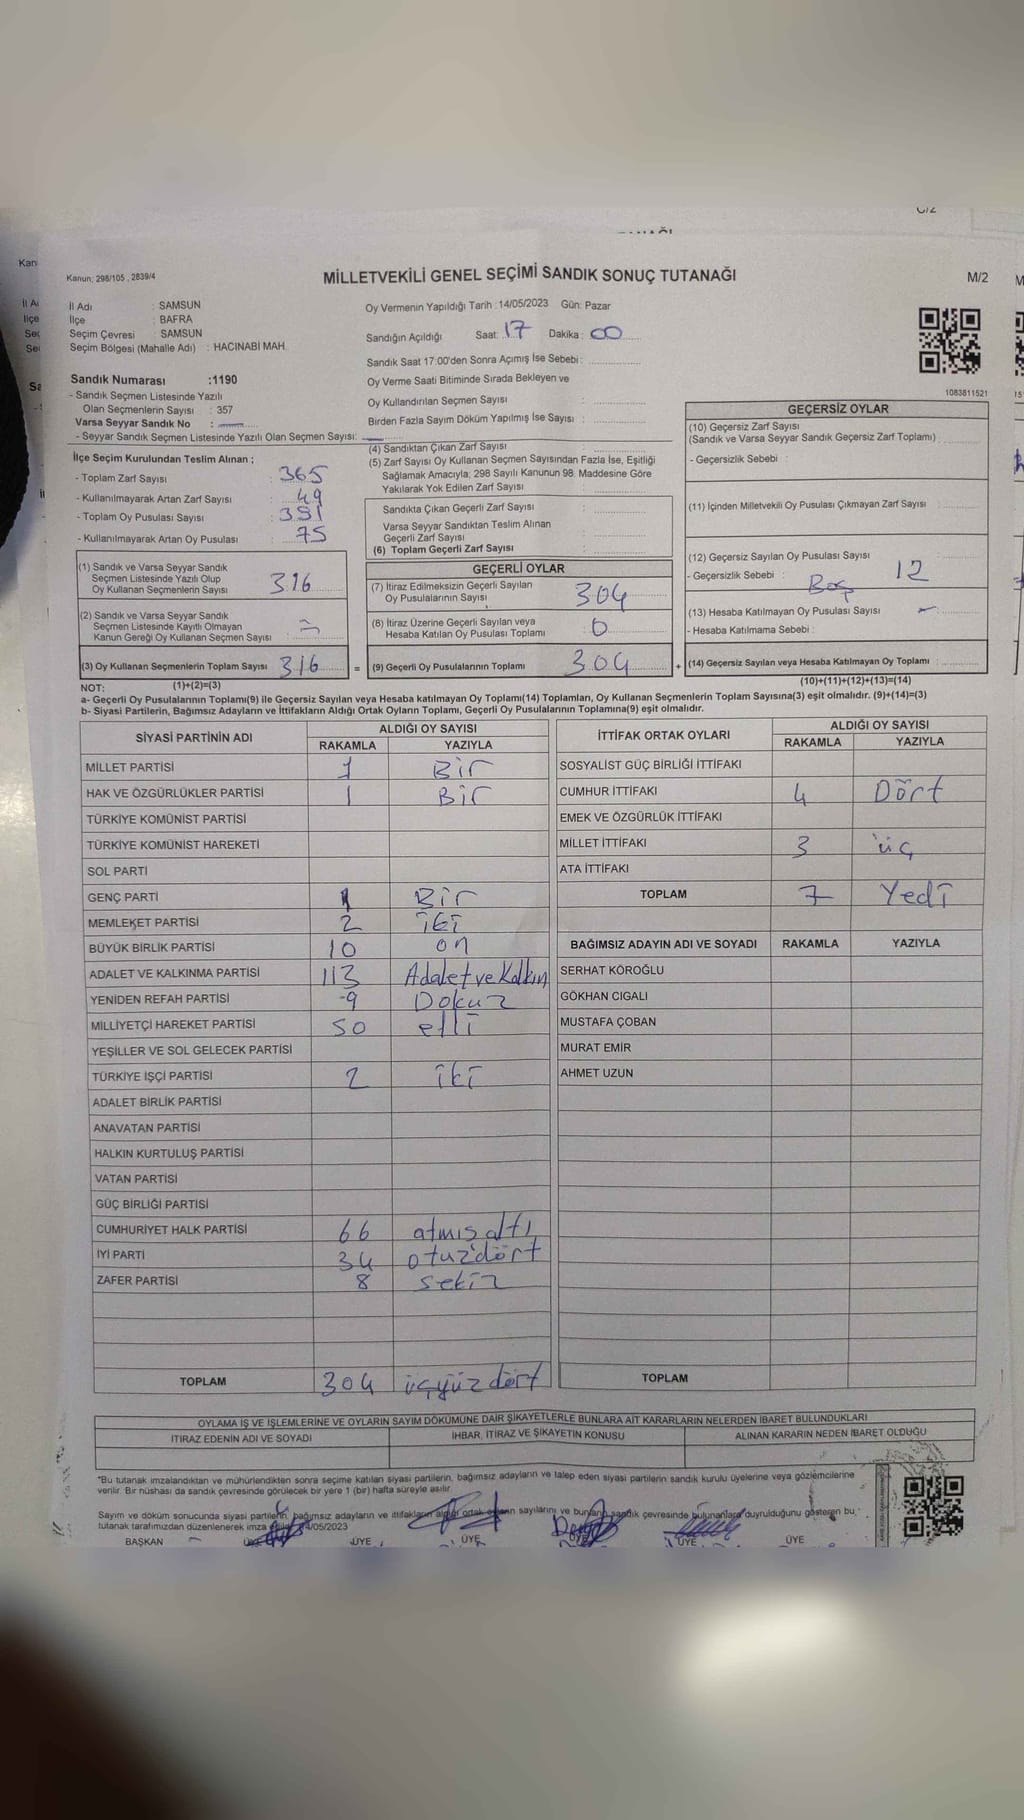 Kanun; 298/105 , 2839/4
MİLLETVEKİLİ GENEL SEÇİMİ SANDIK SONUÇ TUTANAĞI
M/2
İl Adı : SAMSUN
İlçe : BAFRA
Seçim Çevresi : SAMSUN
Seçim Bölgesi (Mahalle Adı) : HACINABİ MAH.
Oy Vermenin Yapıldığı Tarih : 14/05/2023 Gün: Pazar
Sandığın Açıldığı Saat: 17 Dakika: 00
Sandık Saat 17:00'den Sonra Açımış İse Sebebi :
Oy Verme Saati Bitiminde Sırada Bekleyen ve
Oy Kullandırılan Seçmen Sayısı :
Birden Fazla Sayım Döküm Yapılmış İse Sayısı :
1083811521
Sandık Numarası :1190
- Sandık Seçmen Listesinde Yazılı
Olan Seçmenlerin Sayısı : 357
Varsa Seyyar Sandık No :
- Seyyar Sandık Seçmen Listesinde Yazılı Olan Seçmen Sayısı:
İlçe Seçim Kurulundan Teslim Alınan ;
- Toplam Zarf Sayısı : 365
- Kullanılmayarak Artan Zarf Sayısı : 49
- Toplam Oy Pusulası Sayısı : 391
- Kullanılmayarak Artan Oy Pusulası : 75
(1) Sandık ve Varsa Seyyar Sandık
Seçmen Listesinde Yazılı Olup
Oy Kullanan Seçmenlerin Sayısı 316
(2) Sandık ve Varsa Seyyar Sandık
Seçmen Listesinde Kayıtlı Olmayan
Kanun Gereği Oy Kullanan Seçmen Sayısı :
(3) Oy Kullanan Seçmenlerin Toplam Sayısı : 316
(1)+(2)=(3)
(4) Sandıktan Çıkan Zarf Sayısı :
(5) Zarf Sayısı Oy Kullanan Seçmen Sayısından Fazla İse, Eşitliği
Sağlamak Amacıyla; 298 Sayılı Kanunun 98. Maddesine Göre
Yakılarak Yok Edilen Zarf Sayısı :
Sandıkta Çıkan Geçerli Zarf Sayısı :
Varsa Seyyar Sandıktan Teslim Alınan
Geçerli Zarf Sayısı :
(6) Toplam Geçerli Zarf Sayısı :
GEÇERLİ OYLAR
(7) İtiraz Edilmeksizin Geçerli Sayılan
Oy Pusulalarının Sayısı : 304
(8) İtiraz Üzerine Geçerli Sayılan veya
Hesaba Katılan Oy Pusulası Toplamı : 0
= (9) Geçerli Oy Pusulalarının Toplamı : 304
GEÇERSİZ OYLAR
(10) Geçersiz Zarf Sayısı
(Sandık ve Varsa Seyyar Sandık Geçersiz Zarf Toplamı) :
- Geçersizlik Sebebi :
(11) İçinden Milletvekili Oy Pusulası Çıkmayan Zarf Sayısı :
(12) Geçersiz Sayılan Oy Pusulası Sayısı : 12
- Geçersizlik Sebebi : Boş
(13) Hesaba Katılmayan Oy Pusulası Sayısı : -
- Hesaba Katılmama Sebebi :
+ (14) Geçersiz Sayılan veya Hesaba Katılmayan Oy Toplamı :
(10)+(11)+(12)+(13)=(14)
NOT:
a- Geçerli Oy Pusulalarının Toplamı(9) ile Geçersiz Sayılan veya Hesaba katılmayan Oy Toplamı(14) Toplamları, Oy Kullanan Seçmenlerin Toplam Sayısına(3) eşit olmalıdır. (9)+(14)=(3)
b- Siyasi Partilerin, Bağımsız Adayların ve İttifakların Aldığı Ortak Oyların Toplamı, Geçerli Oy Pusulalarının Toplamına(9) eşit olmalıdır.
SİYASİ PARTİNİN ADI ALDIĞI OY SAYISI
RAKAMLA YAZIYLA
MİLLET PARTİSİ 1 Bir
HAK VE ÖZGÜRLÜKLER PARTİSİ 1 Bir
TÜRKİYE KOMÜNİST PARTİSİ
TÜRKİYE KOMÜNİST HAREKETİ
SOL PARTİ
GENÇ PARTİ 1 Bir
MEMLEKET PARTİSİ 2 iki
BÜYÜK BİRLİK PARTİSİ 10 on
ADALET VE KALKINMA PARTİSİ 113 Adalet ve Kalkın
YENİDEN REFAH PARTİSİ -9 Dokuz
MİLLİYETÇİ HAREKET PARTİSİ 50 elli
YEŞİLLER VE SOL GELECEK PARTİSİ
TÜRKİYE İŞÇİ PARTİSİ 2 iki
ADALET BİRLİK PARTİSİ
ANAVATAN PARTİSİ
HALKIN KURTULUŞ PARTİSİ
VATAN PARTİSİ
GÜÇ BİRLİĞİ PARTİSİ
CUMHURİYET HALK PARTİSİ 66 atmış altı
İYİ PARTİ 34 otuzdört
ZAFER PARTİSİ 8 sekiz
TOPLAM 304 üçyüz dört
İTTİFAK ORTAK OYLARI ALDIĞI OY SAYISI
RAKAMLA YAZIYLA
SOSYALİST GÜÇ BİRLİĞİ İTTİFAKI
CUMHUR İTTİFAKI 4 Dört
EMEK VE ÖZGÜRLÜK İTTİFAKI
MİLLET İTTİFAKI 3 üç
ATA İTTİFAKI
TOPLAM 7 Yedi
BAĞIMSIZ ADAYIN ADI VE SOYADI RAKAMLA YAZIYLA
SERHAT KÖROĞLU
GÖKHAN CIGALI
MUSTAFA ÇOBAN
MURAT EMİR
AHMET UZUN
TOPLAM
OYLAMA İŞ VE İŞLEMLERİNE VE OYLARIN SAYIM DÖKÜMÜNE DAİR ŞİKAYETLERLE BUNLARA AİT KARARLARIN NELERDEN İBARET BULUNDUKLARI
İTİRAZ EDENİN ADI VE SOYADI İHBAR, İTİRAZ VE ŞİKAYETİN KONUSU ALINAN KARARIN NEDEN İBARET OLDUĞU
"Bu tutanak imzalandıktan ve mühürlendikten sonra seçime katılan siyasi partilerin, bağımsız adayların ve talep eden siyasi partilerin sandık kurulu üyelerine veya gözlemcilerine
verilir. Bir nüshası da sandık çevresinde görülecek bir yere 1 (bir) hafta süreyle asılır.
Sayım ve döküm sonucunda siyasi partilerin, bağımsız adayların ve ittifakların aldığı ortak oyların sayılarını ve bunların sandık çevresinde bulunanlara duyurulduğunu gösteren bu
tutanak tarafımızdan düzenlenerek imza 14/05/2023
BAŞKAN ÜYE ÜYE ÜYE ÜYE ÜYE